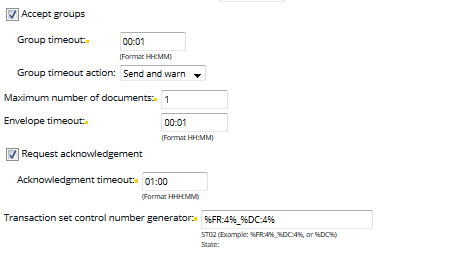 Accept groups
Group timeout: 00:01
(Format HH:MM)
Group timeout action: Send and warn
Maximum number of documents: 1
Envelope timeout: 00:01
(Format HH:MM)
Request acknowledgement
Acknowledgment timeout: 01:00
(Format HHH:MM)
Transaction set control number generator: %FR:4%_%DC:4%
ST02 (Example: %FR:4%_%DC:4%, or %DC%)
State: